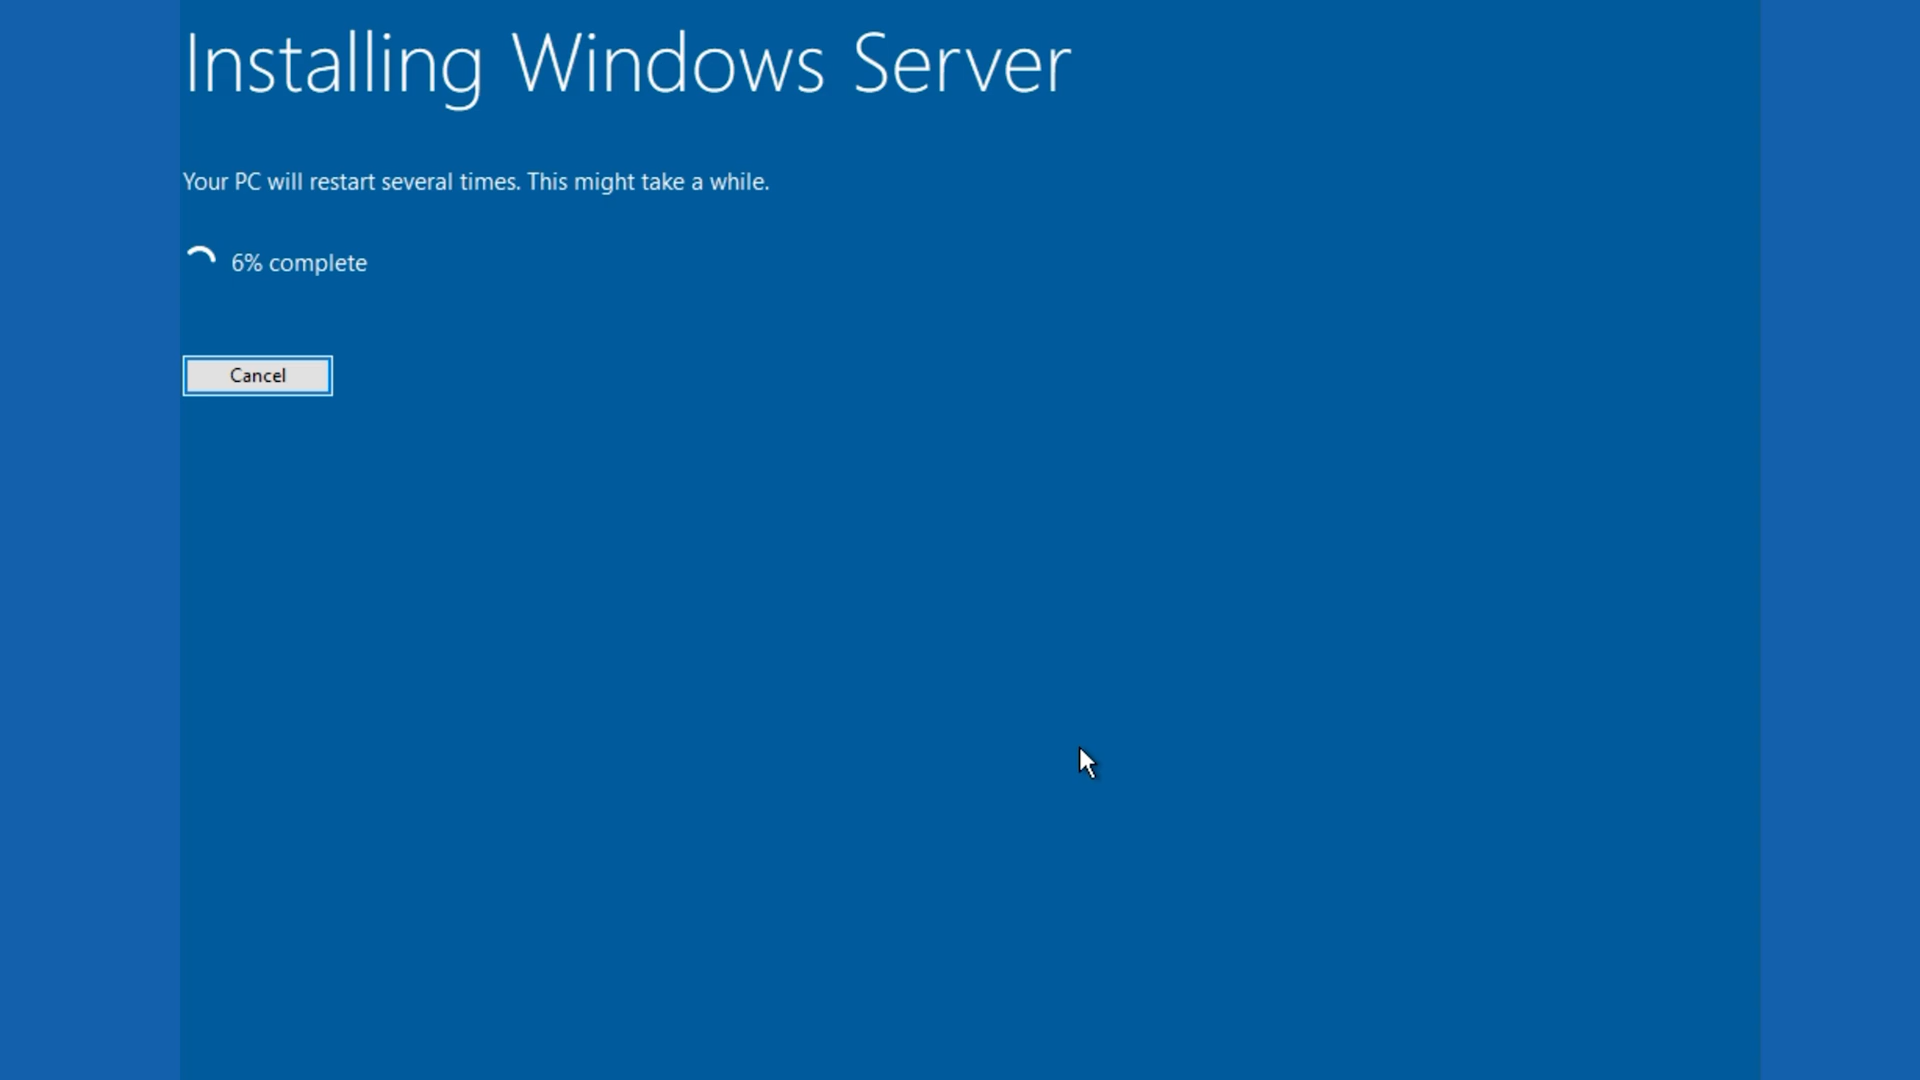 Installing Windows Server
Your PC will restart several times. This might take a while.
6% complete
Cancel